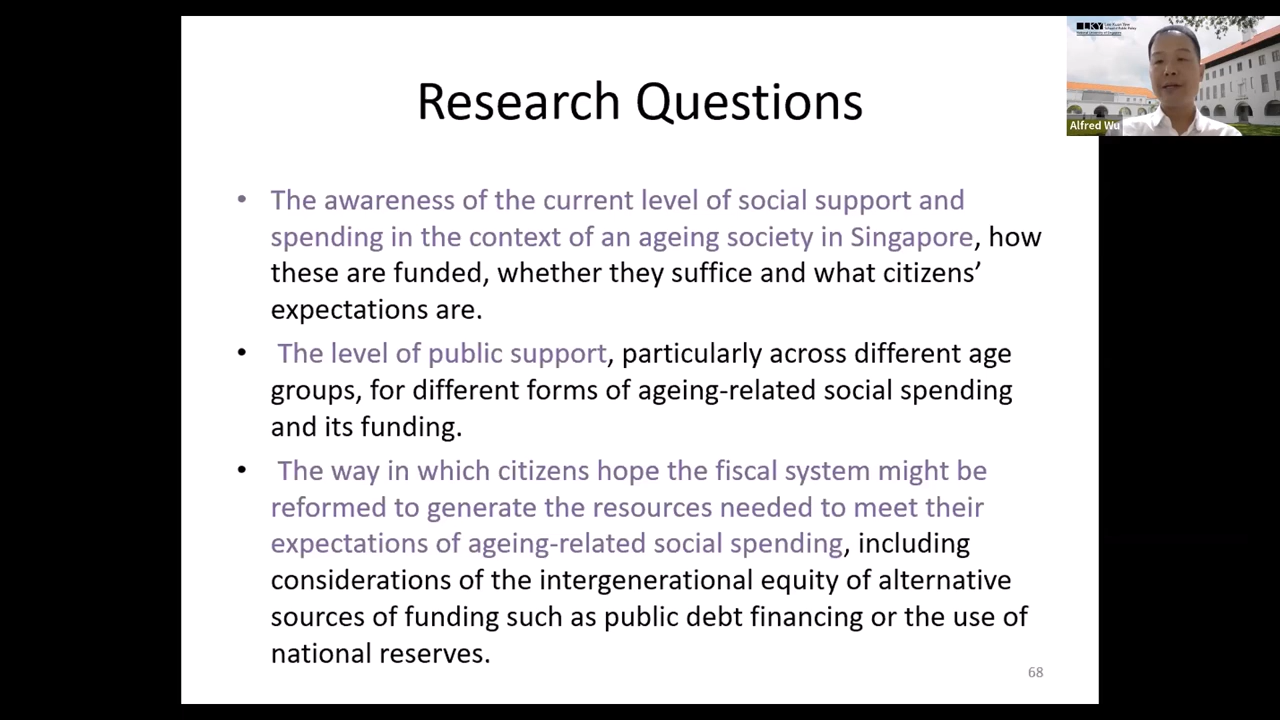 Research Questions
• The awareness of the current level of social support and
spending in the context of an ageing society in Singapore, how
these are funded, whether they suffice and what citizens’
expectations are.
• The level of public support, particularly across different age
groups, for different forms of ageing-related social spending
and its funding.
• The way in which citizens hope the fiscal system might be
reformed to generate the resources needed to meet their
expectations of ageing-related social spending, including
considerations of the intergenerational equity of alternative
sources of funding such as public debt financing or the use of
national reserves.
68
LKY
Alfred Wu